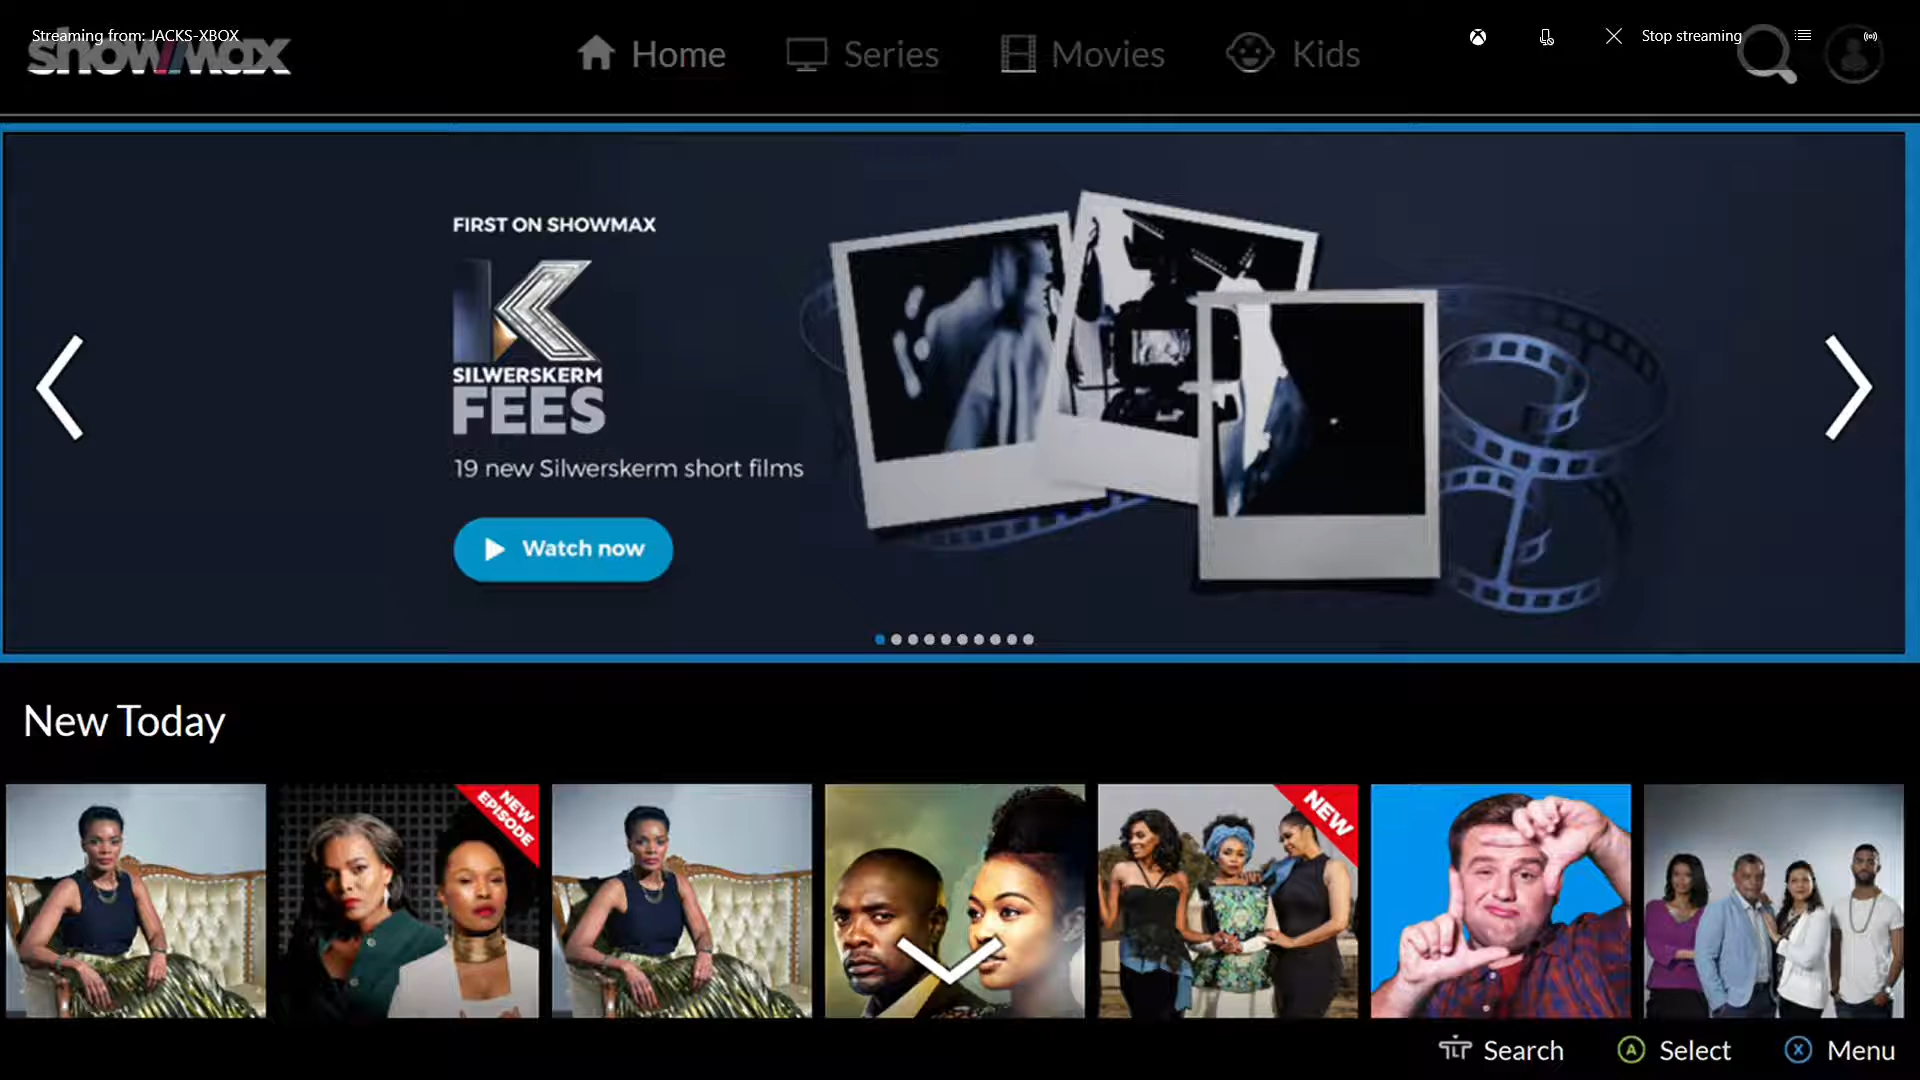 Streaming from: JACKS-XBOX
Stop streaming
showmax
Home
Series
Movies
Kids
FIRST ON SHOWMAX
K
SILWERSKERM
FEES
19 new Silwerskerm short films
Watch now
New Today
NEW
EPISODE
NEW
Search
A
Select
X
Menu